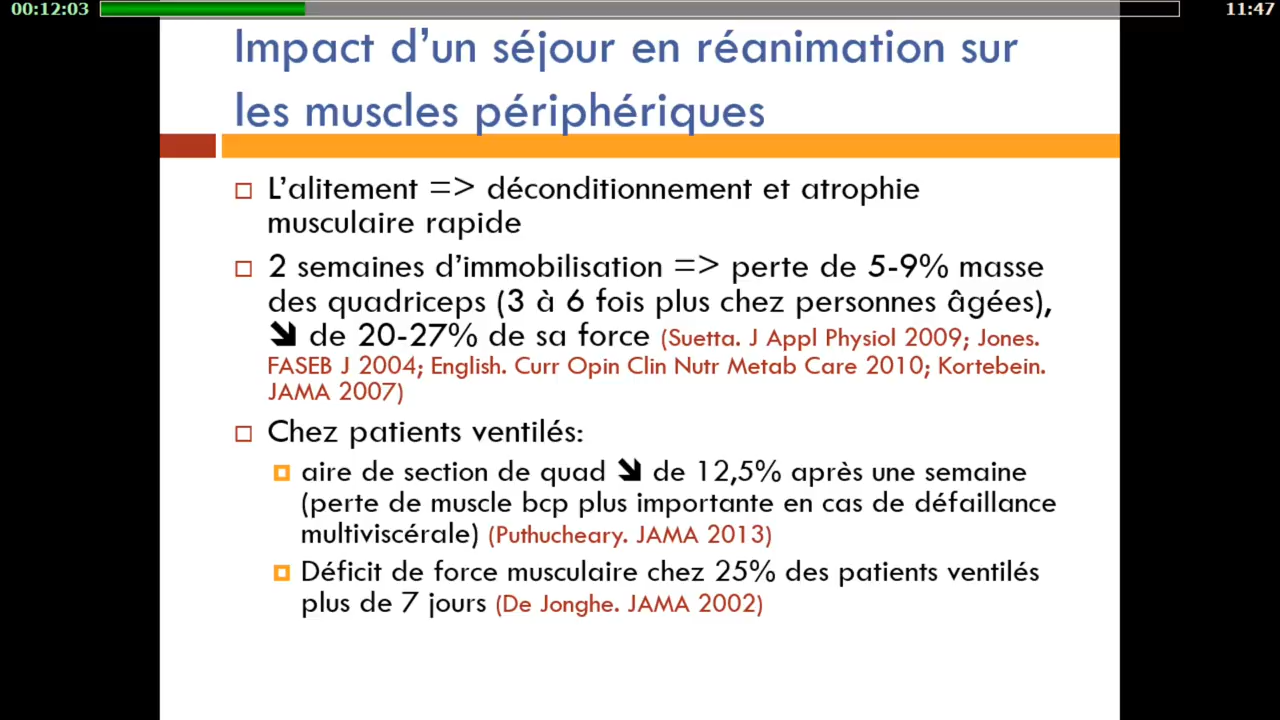 00:12:03
11:47
Impact d’un séjour en réanimation sur
les muscles périphériques
L’alitement => déconditionnement et atrophie
musculaire rapide
2 semaines d’immobilisation => perte de 5-9% masse
des quadriceps (3 à 6 fois plus chez personnes âgées),
⬊ de 20-27% de sa force (Suetta. J Appl Physiol 2009; Jones.
FASEB J 2004; English. Curr Opin Clin Nutr Metab Care 2010; Kortebein.
JAMA 2007)
Chez patients ventilés:
aire de section de quad ⬊ de 12,5% après une semaine
(perte de muscle bcp plus importante en cas de défaillance
multiviscérale) (Puthucheary. JAMA 2013)
Déficit de force musculaire chez 25% des patients ventilés
plus de 7 jours (De Jonghe. JAMA 2002)